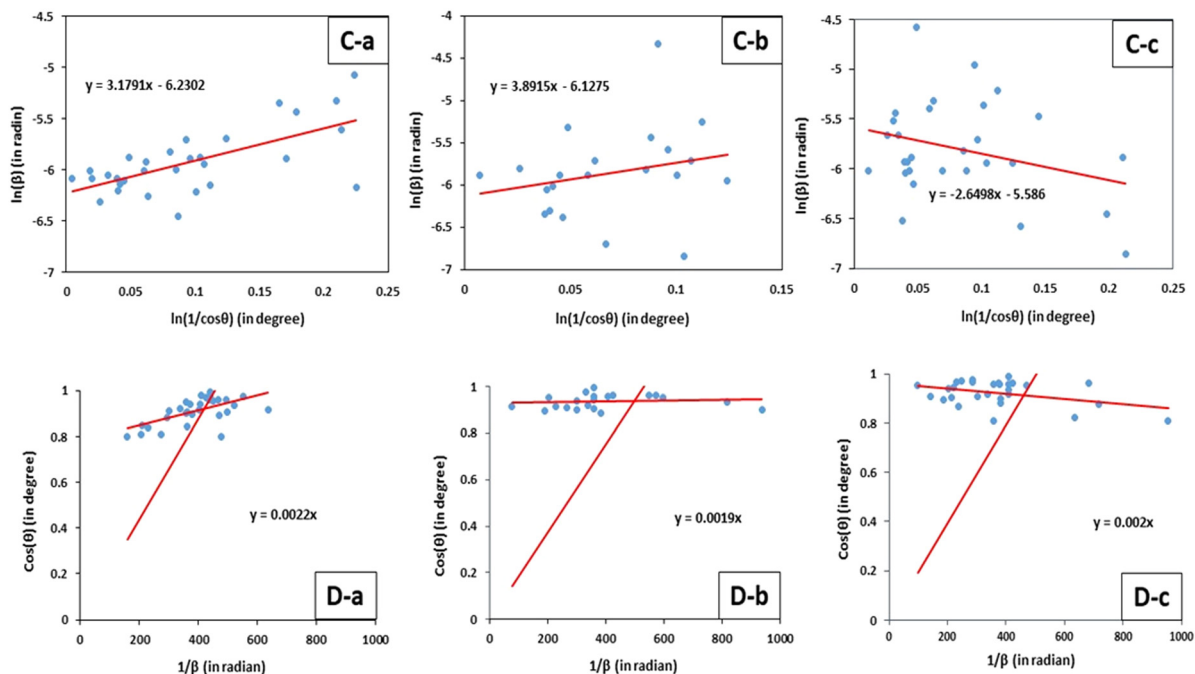 C-a
-4.5
-5
-5.5
-6
-6.5
-7
0
0.05
0.1
0.15
0.2
0.25
y = 3.1791x - 6.2302
ln(β) (in radin)
ln(1/cosθ) (in degree)
C-b
-4
-4.5
-5
-5.5
-6
-6.5
-7
0.05
0.1
0.15
y = 3.8915x - 6.1275
ln(β) (in radin)
ln(1/cosθ) (in degree)
C-c
-4.5
-5
-5.5
-6
-6.5
-7
0
0.05
0.1
0.15
0.2
0.25
y = -2.6498x - 5.586
ln(β) (in radin)
ln(1/cosθ) (in degree)
D-a
1
0.8
0.6
0.4
0.2
0
0
200
400
600
800
1000
y = 0.0022x
Cos(θ) (in degree)
1/β (in radian)
D-b
1
0.8
0.6
0.4
0.2
0
0
200
400
600
800
1000
y = 0.0019x
Cos(θ) (in degree)
1/β (in radian)
D-c
1
0.8
0.6
0.4
0.2
0
0
200
400
600
800
1000
y = 0.002x
Cos(θ) (in degree)
1/β (in radian)